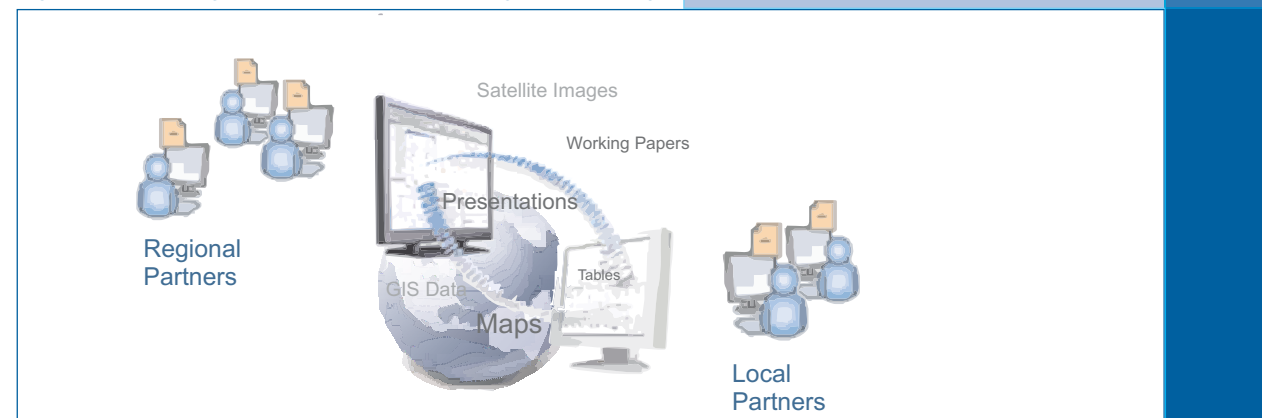 Satellite Images
Working Papers
Presentations
Regional
Partners
Tables
GIS Data
Maps
Local
Partners